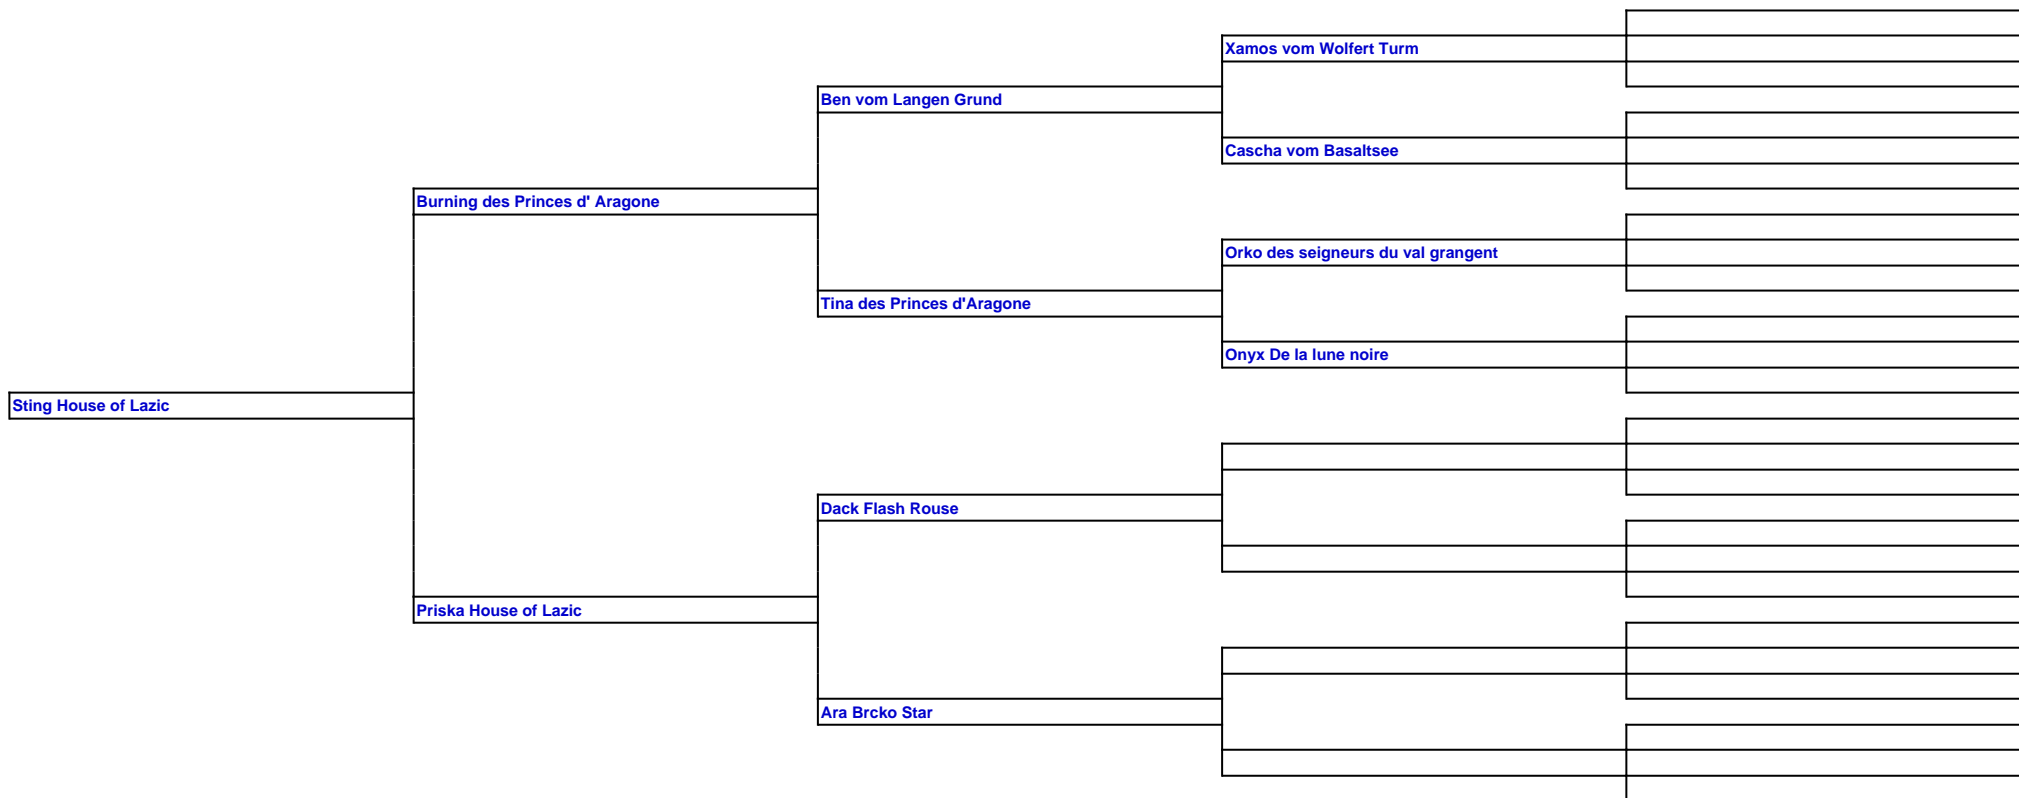 Xamos vom Wolfert Turm
Ben vom Langen Grund
Cascha vom Basaltsee
Burning des Princes d' Aragone
Orko des seigneurs du val grangent
Tina des Princes d'Aragone
Onyx De la lune noire
Sting House of Lazic
Dack Flash Rouse
Priska House of Lazic
Ara Brcko Star